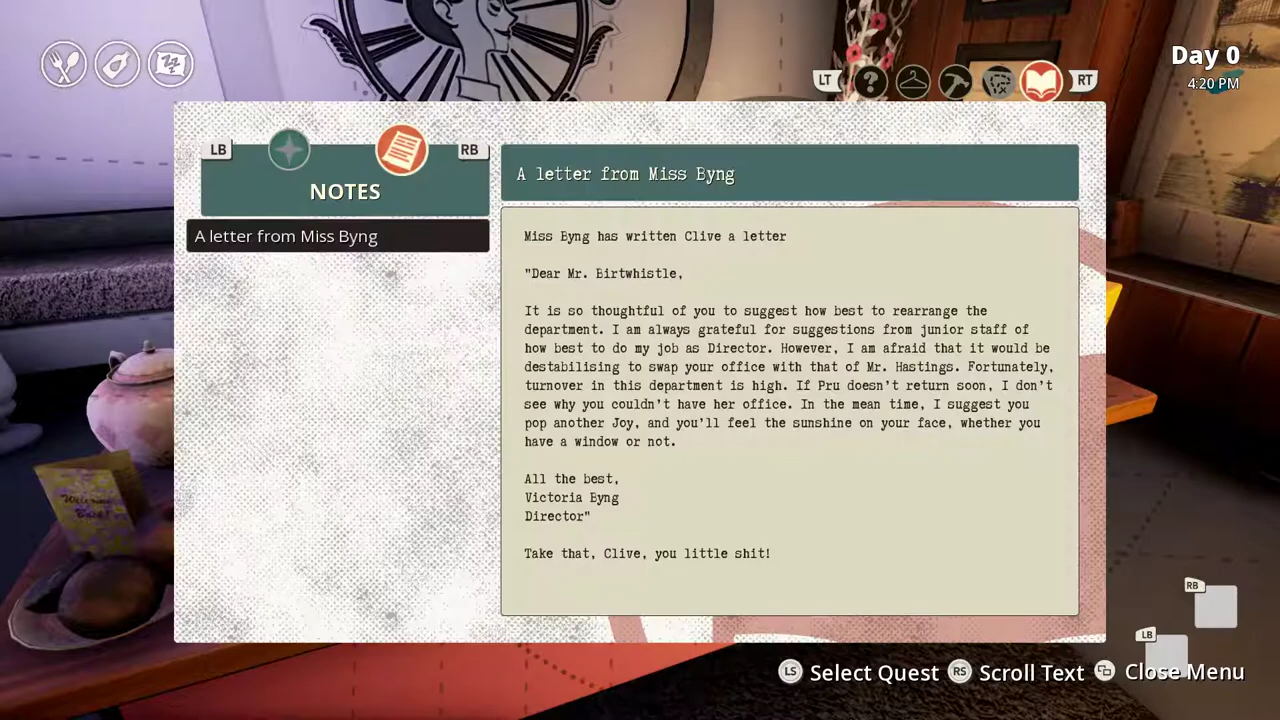 Day 0
4:20 PM
LT
?
RT
LB
RB
NOTES
A letter from Miss Byng
A letter from Miss Byng
Miss Byng has written Clive a letter
"Dear Mr. Birtwhistle,
It is so thoughtful of you to suggest how best to rearrange the
department. I am always grateful for suggestions from junior staff of
how best to do my job as Director. However, I am afraid that it would be
destabilising to swap your office with that of Mr. Hastings. Fortunately,
turnover in this department is high. If Pru doesn't return soon, I don't
see why you couldn't have her office. In the mean time, I suggest you
pop another Joy, and you'll feel the sunshine on your face, whether you
have a window or not.
All the best,
Victoria Byng
Director"
Take that, Clive, you little shit!
RB
LB
LS Select Quest RS Scroll Text Close Menu